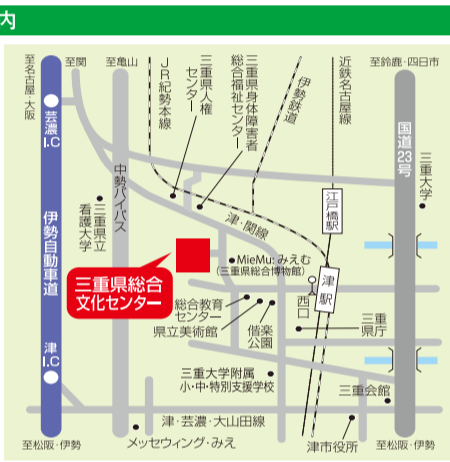 内
至名古屋・大阪
至関
至亀山
JR紀勢本線
三重県人権
センター
三重県身体障害者
総合福祉センター
伊勢鉄道
近鉄名古屋線
至鈴鹿・四日市
芸濃
I.C
中勢バイパス
国道23号
三重大学
三重県立
看護大学
江戸橋駅
津・関線
伊勢自動車道
MieMu:みえむ
(三重県総合博物館)
三重県総合
文化センター
津駅
西口
総合教育
センター
県立美術館
偕楽
公園
三重
県庁
津
I.C
三重大学附属
小・中・特別支援学校
三重会館
津・芸濃・大山田線
至松阪・伊勢
メッセウィング・みえ
津市役所
至松阪・伊勢